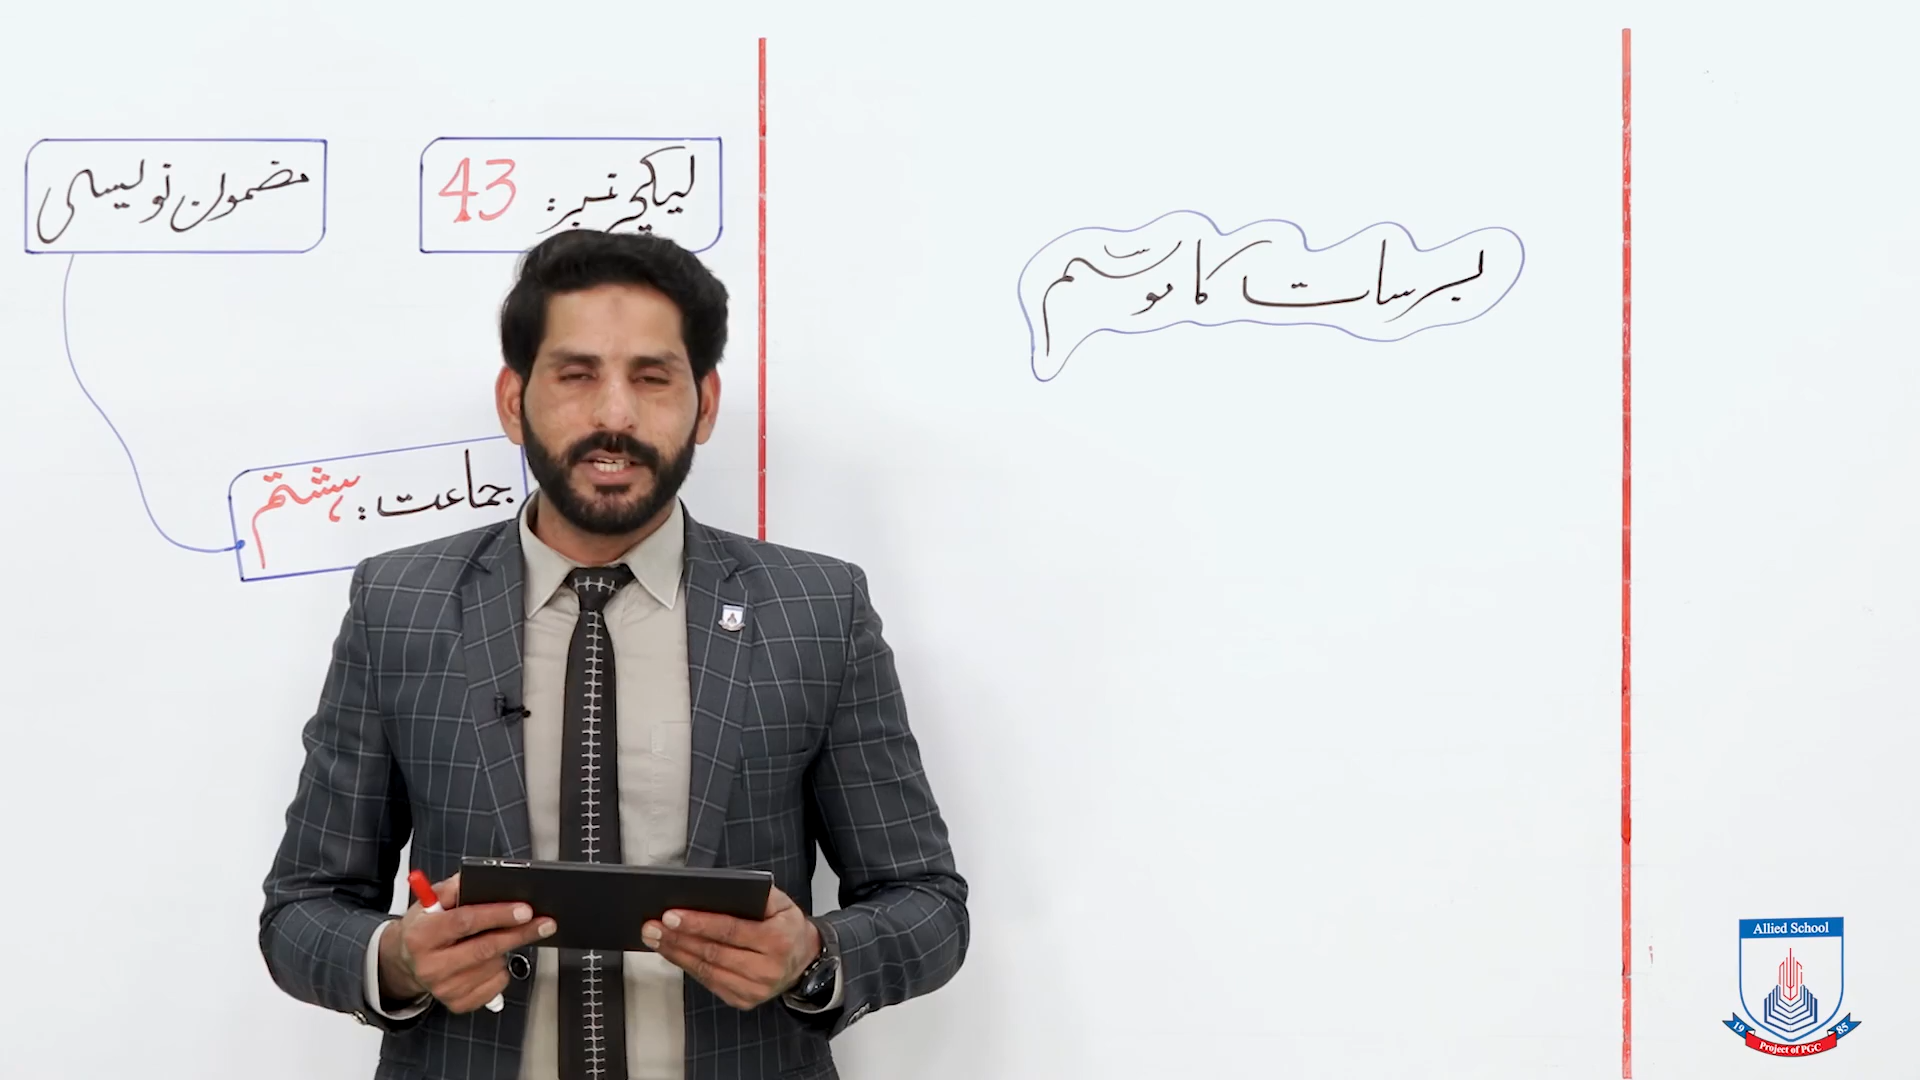 لیکچر نمبر: 43
مضمون نویسی
جماعت: ہشتم
برسات کا موسم
Allied School
19 85
Project of PGC